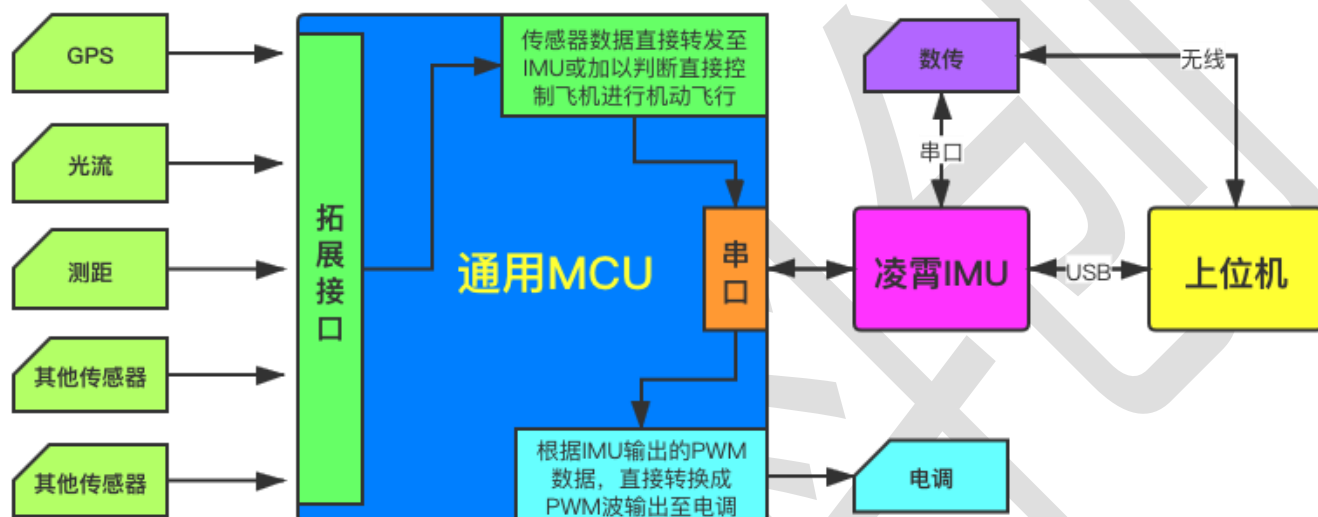 GPS
光流
测距
其他传感器
其他传感器
拓
展
接
口
传感器数据直接转发至
IMU或加以判断直接控
制飞机进行机动飞行
通用MCU
串
口
根据IMU输出的PWM
数据，直接转换成
PWM波输出至电调
数传
无线
串口
凌霄IMU
USB
上位机
电调